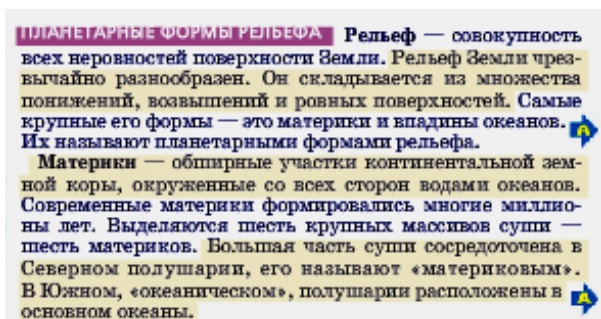 ПЛАНЕТАРНЫЕ ФОРМЫ РЕЛЬЕФА Рельеф — совокупность
всех неровностей поверхности Земли. Рельеф Земли чрез-
вычайно разнообразен. Он складывается из множества
понижений, возвышений и ровных поверхностей. Самые
крупные его формы — это материки и впадины океанов.
Их называют планетарными формами рельефа.
Материки — обширные участки континентальной зем-
ной коры, окруженные со всех сторон водами океанов.
Современные материки формировались многие миллио-
ны лет. Выделяются шесть крупных массивов суши —
шесть материков. Большая часть суши сосредоточена в
Северном полушарии, его называют «материковым».
В Южном, «океаническом», полушарии расположены в
основном океаны.